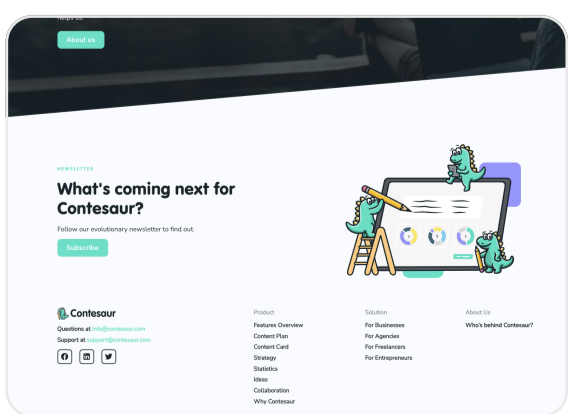 helps us.
About us
NEWSLETTER
What's coming next for
Contesaur?
Follow our evolutionary newsletter to find out.
Subscribe
Contesaur
Questions at info@contesaur.com
Support at support@contesaur.com
Product
Features Overview
Content Plan
Content Card
Strategy
Statistics
Ideas
Collaboration
Why Contesaur
Solution
For Businesses
For Agencies
For Freelancers
For Entrepreneurs
About Us
Who's behind Contesaur?